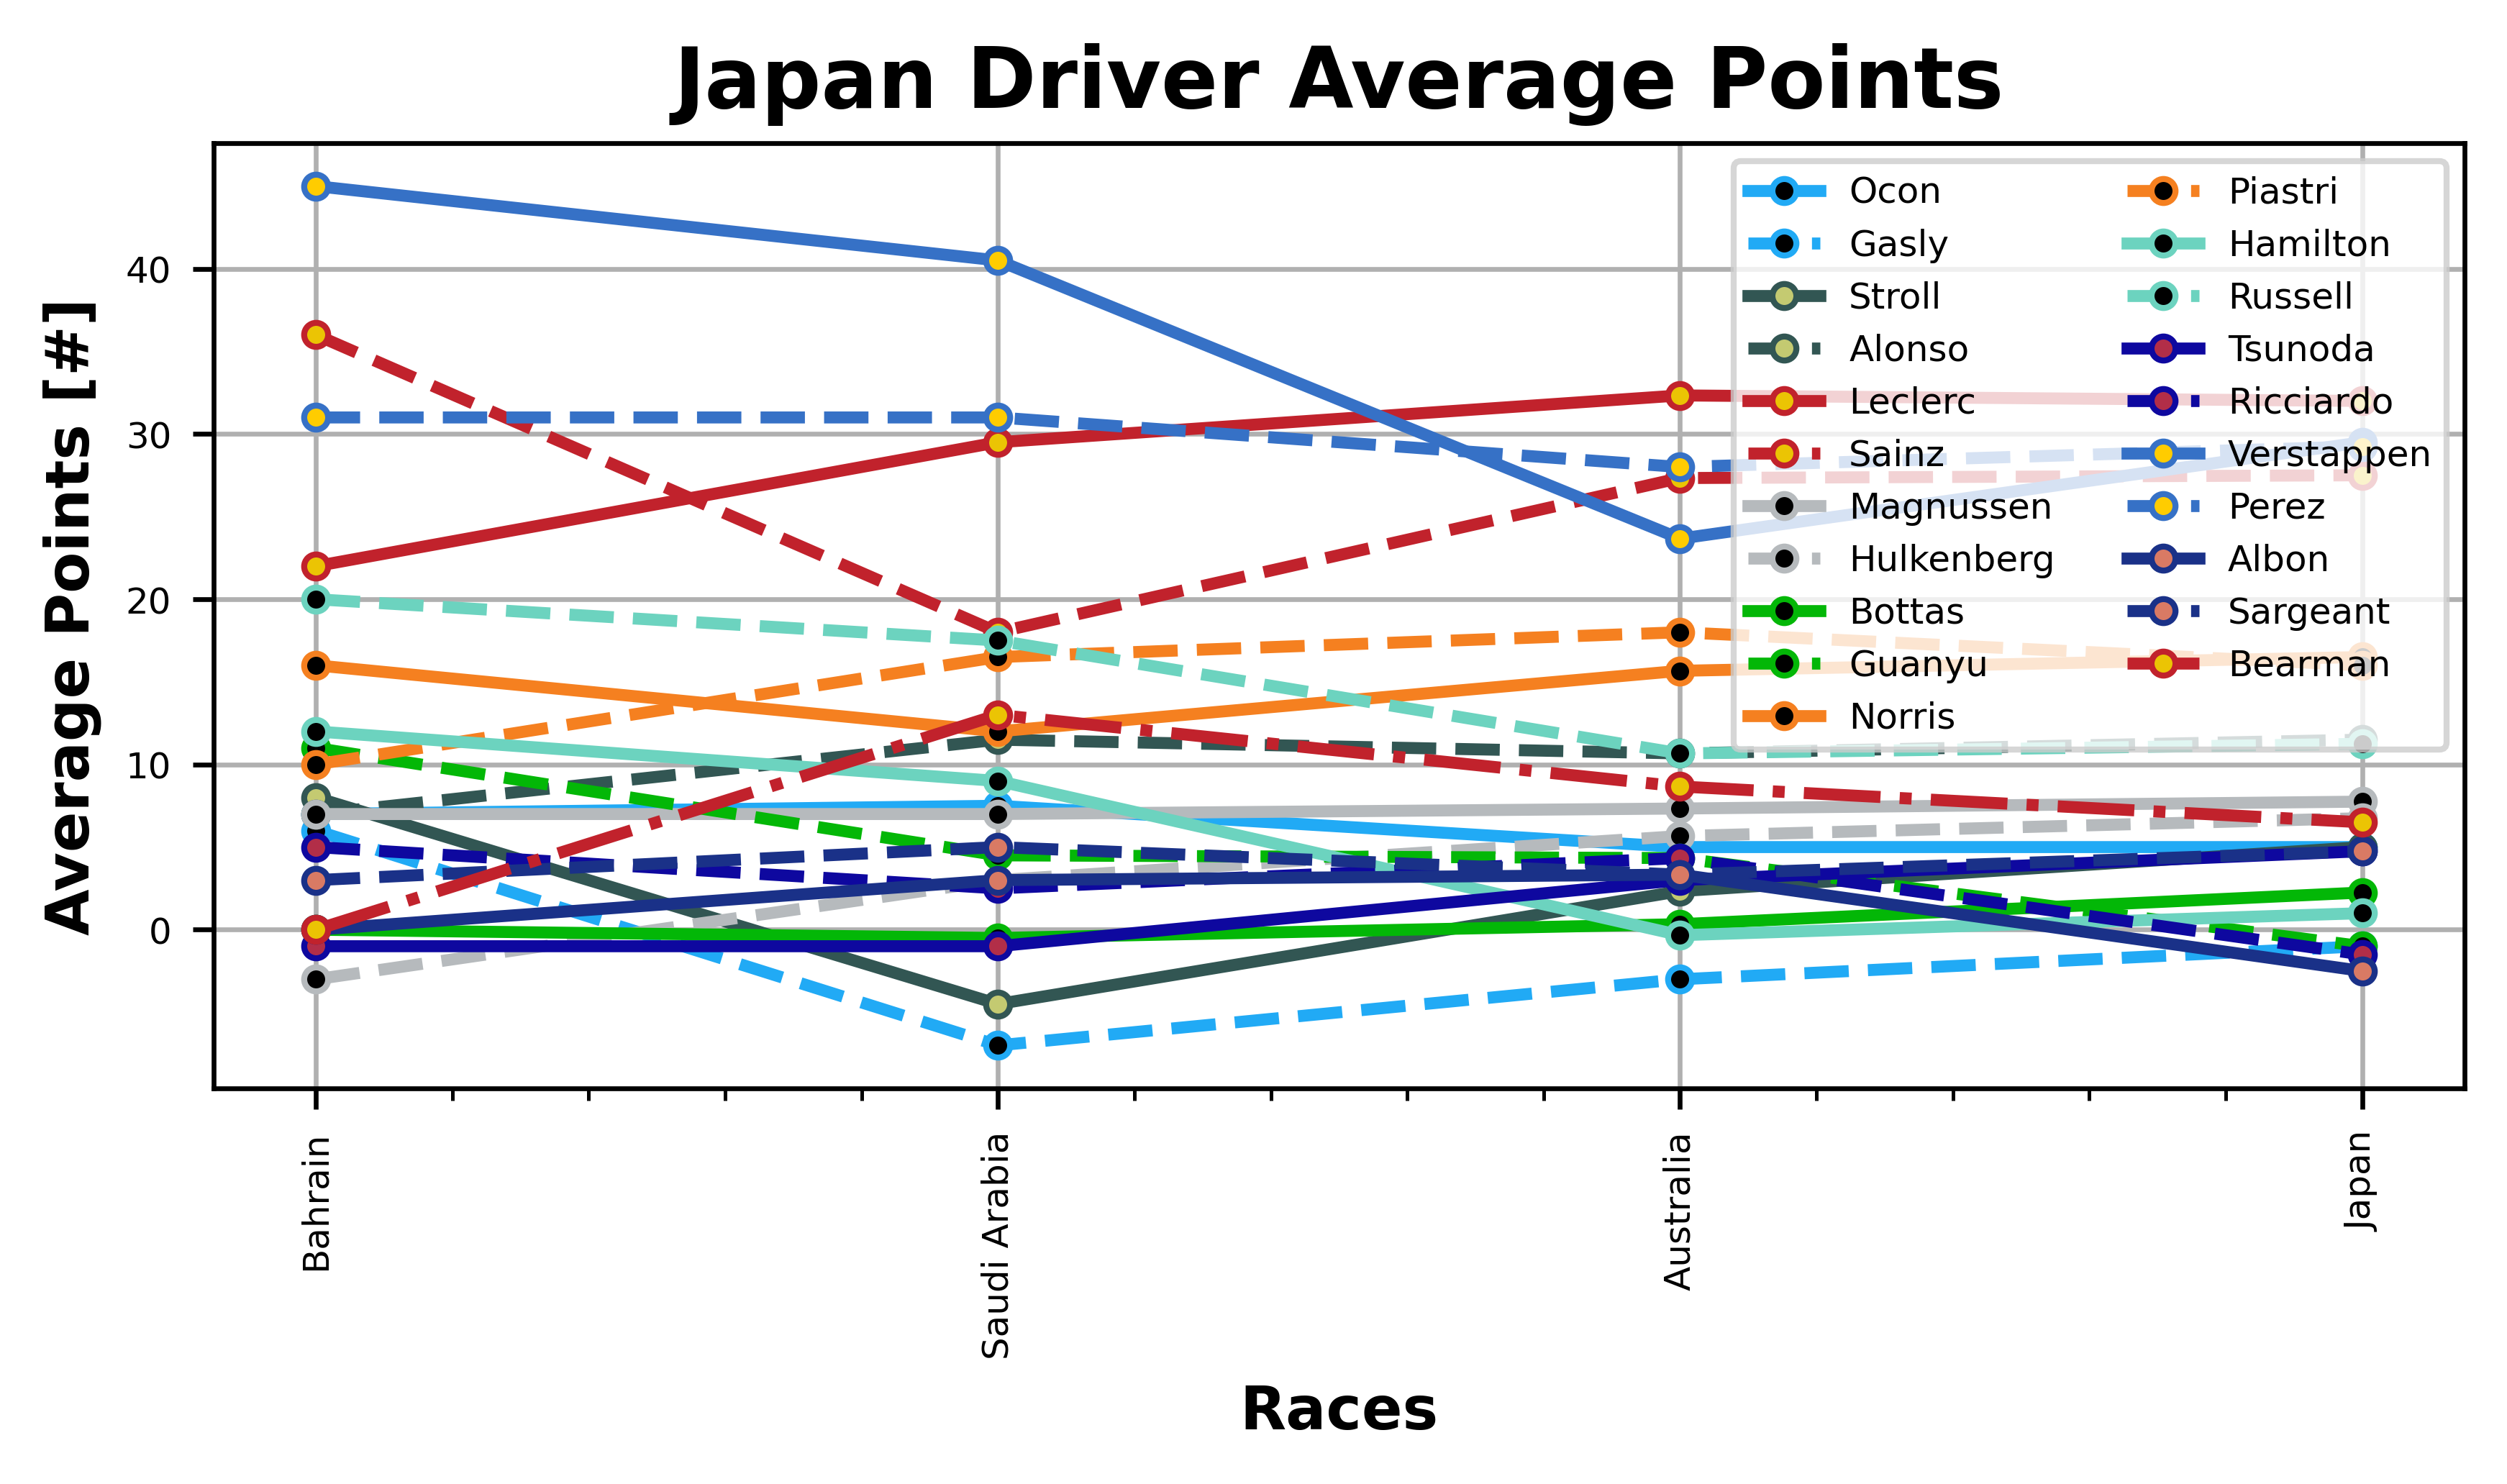 Japan Driver Average Points
Average Points [#]
40
30
20
10
0
Ocon
Gasly
Stroll
Alonso
Leclerc
Sainz
Magnussen
Hulkenberg
Bottas
Guanyu
Norris
Piastri
Hamilton
Russell
Tsunoda
Ricciardo
Verstappen
Perez
Albon
Sargeant
Bearman
Bahrain
Saudi Arabia
Australia
Japan
Races